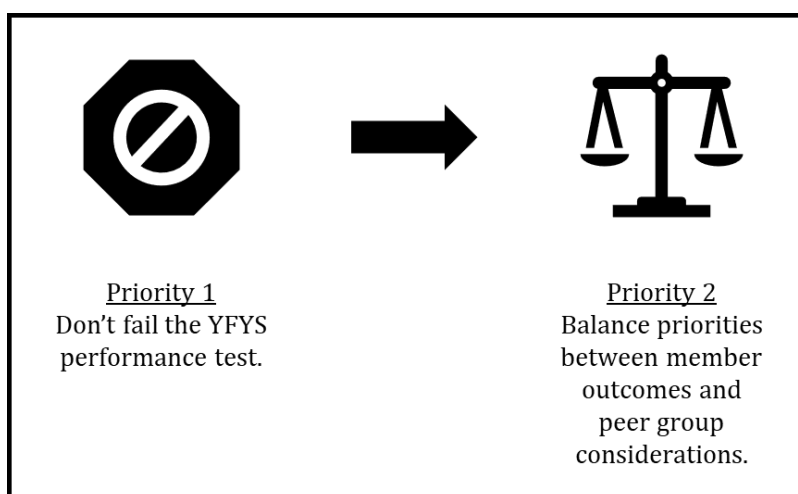 Priority 1
Don’t fail the YFYS
performance test.
Priority 2
Balance priorities
between member
outcomes and
peer group
considerations.